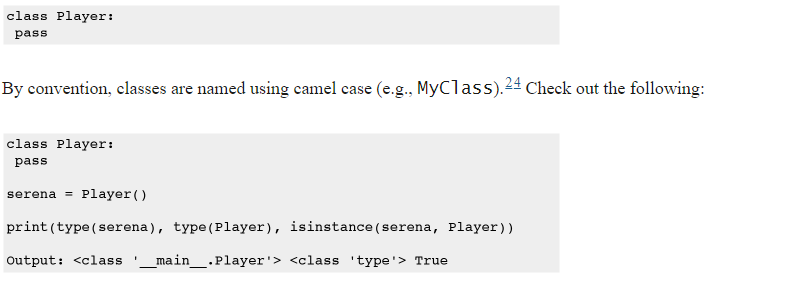 class Player:
 pass
By convention, classes are named using camel case (e.g., MyClass).24 Check out the following:
class Player:
 pass
serena = Player()
print(type(serena), type(Player), isinstance(serena, Player))
Output: <class '__main__.Player'> <class 'type'> True